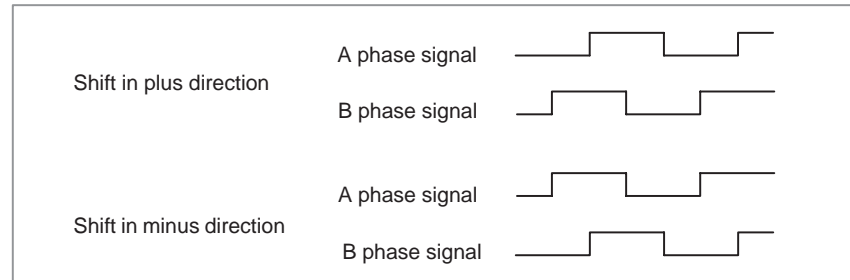 A phase signal
Shift in plus direction
B phase signal
A phase signal
Shift in minus direction
B phase signal